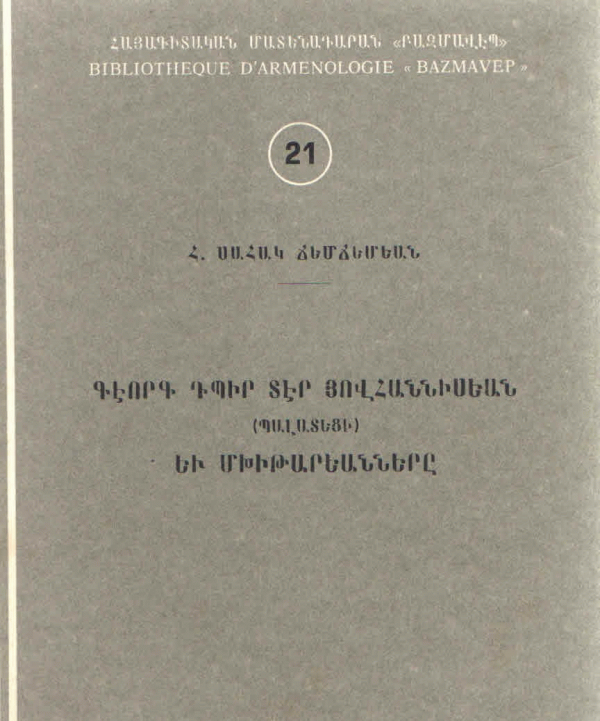 ՀԱՅԱԳԻՏԱԿԱՆ ՄԱՏԵՆԱԴԱՐԱՆ «ԲԱԶՄԱՎԷՊ»
BIBLIOTHEQUE D'ARMENOLOGIE « BAZMAVEP »
21
Հ. ՍԱՀԱԿ ՃԵՄՃԵՄԵԱՆ
ԳԷՈՐԳ ԴՊԻՐ ՏԷՐ ՅՈՎՀԱՆՆԻՍԵԱՆ
(ՊԱԼԱՏԵՑԻ)
ԵՒ ՄԽԻԹԱՐԵԱՆՆԵՐԸ